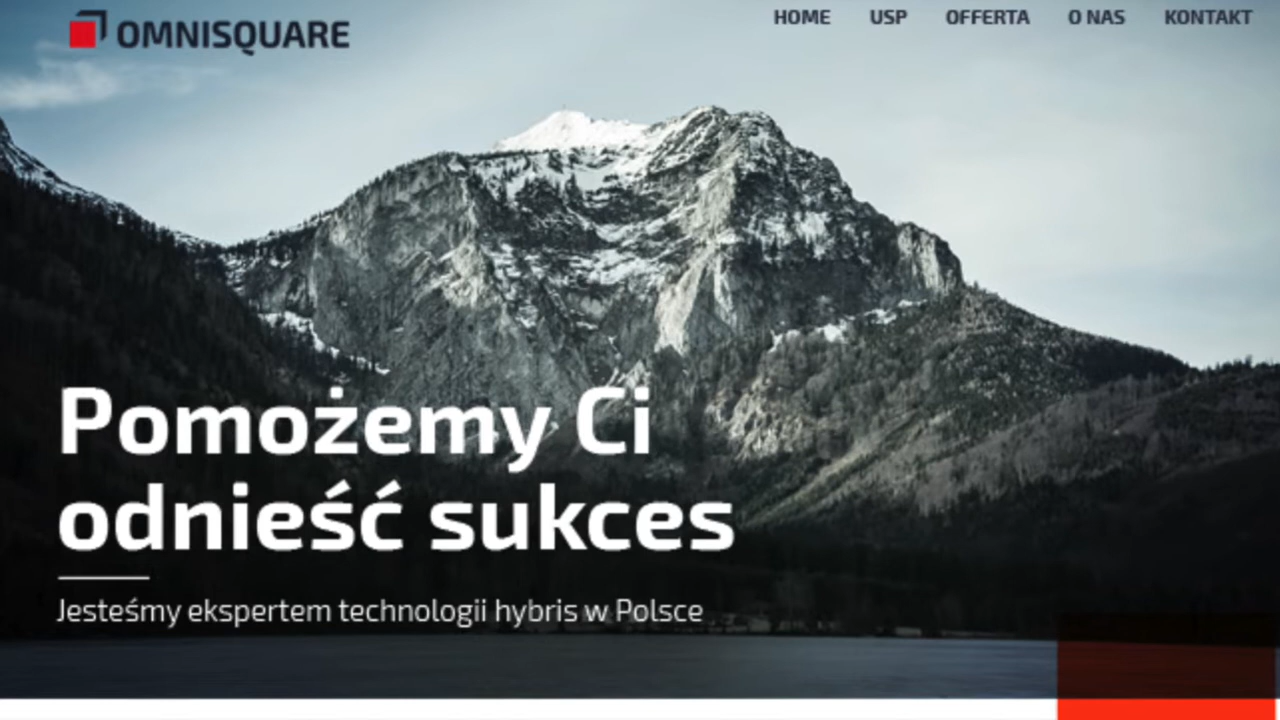 OMNISQUARE
HOME USP OFFERTA O NAS KONTAKT
Pomożemy Ci
odnieść sukces
Jesteśmy ekspertem technologii hybris w Polsce